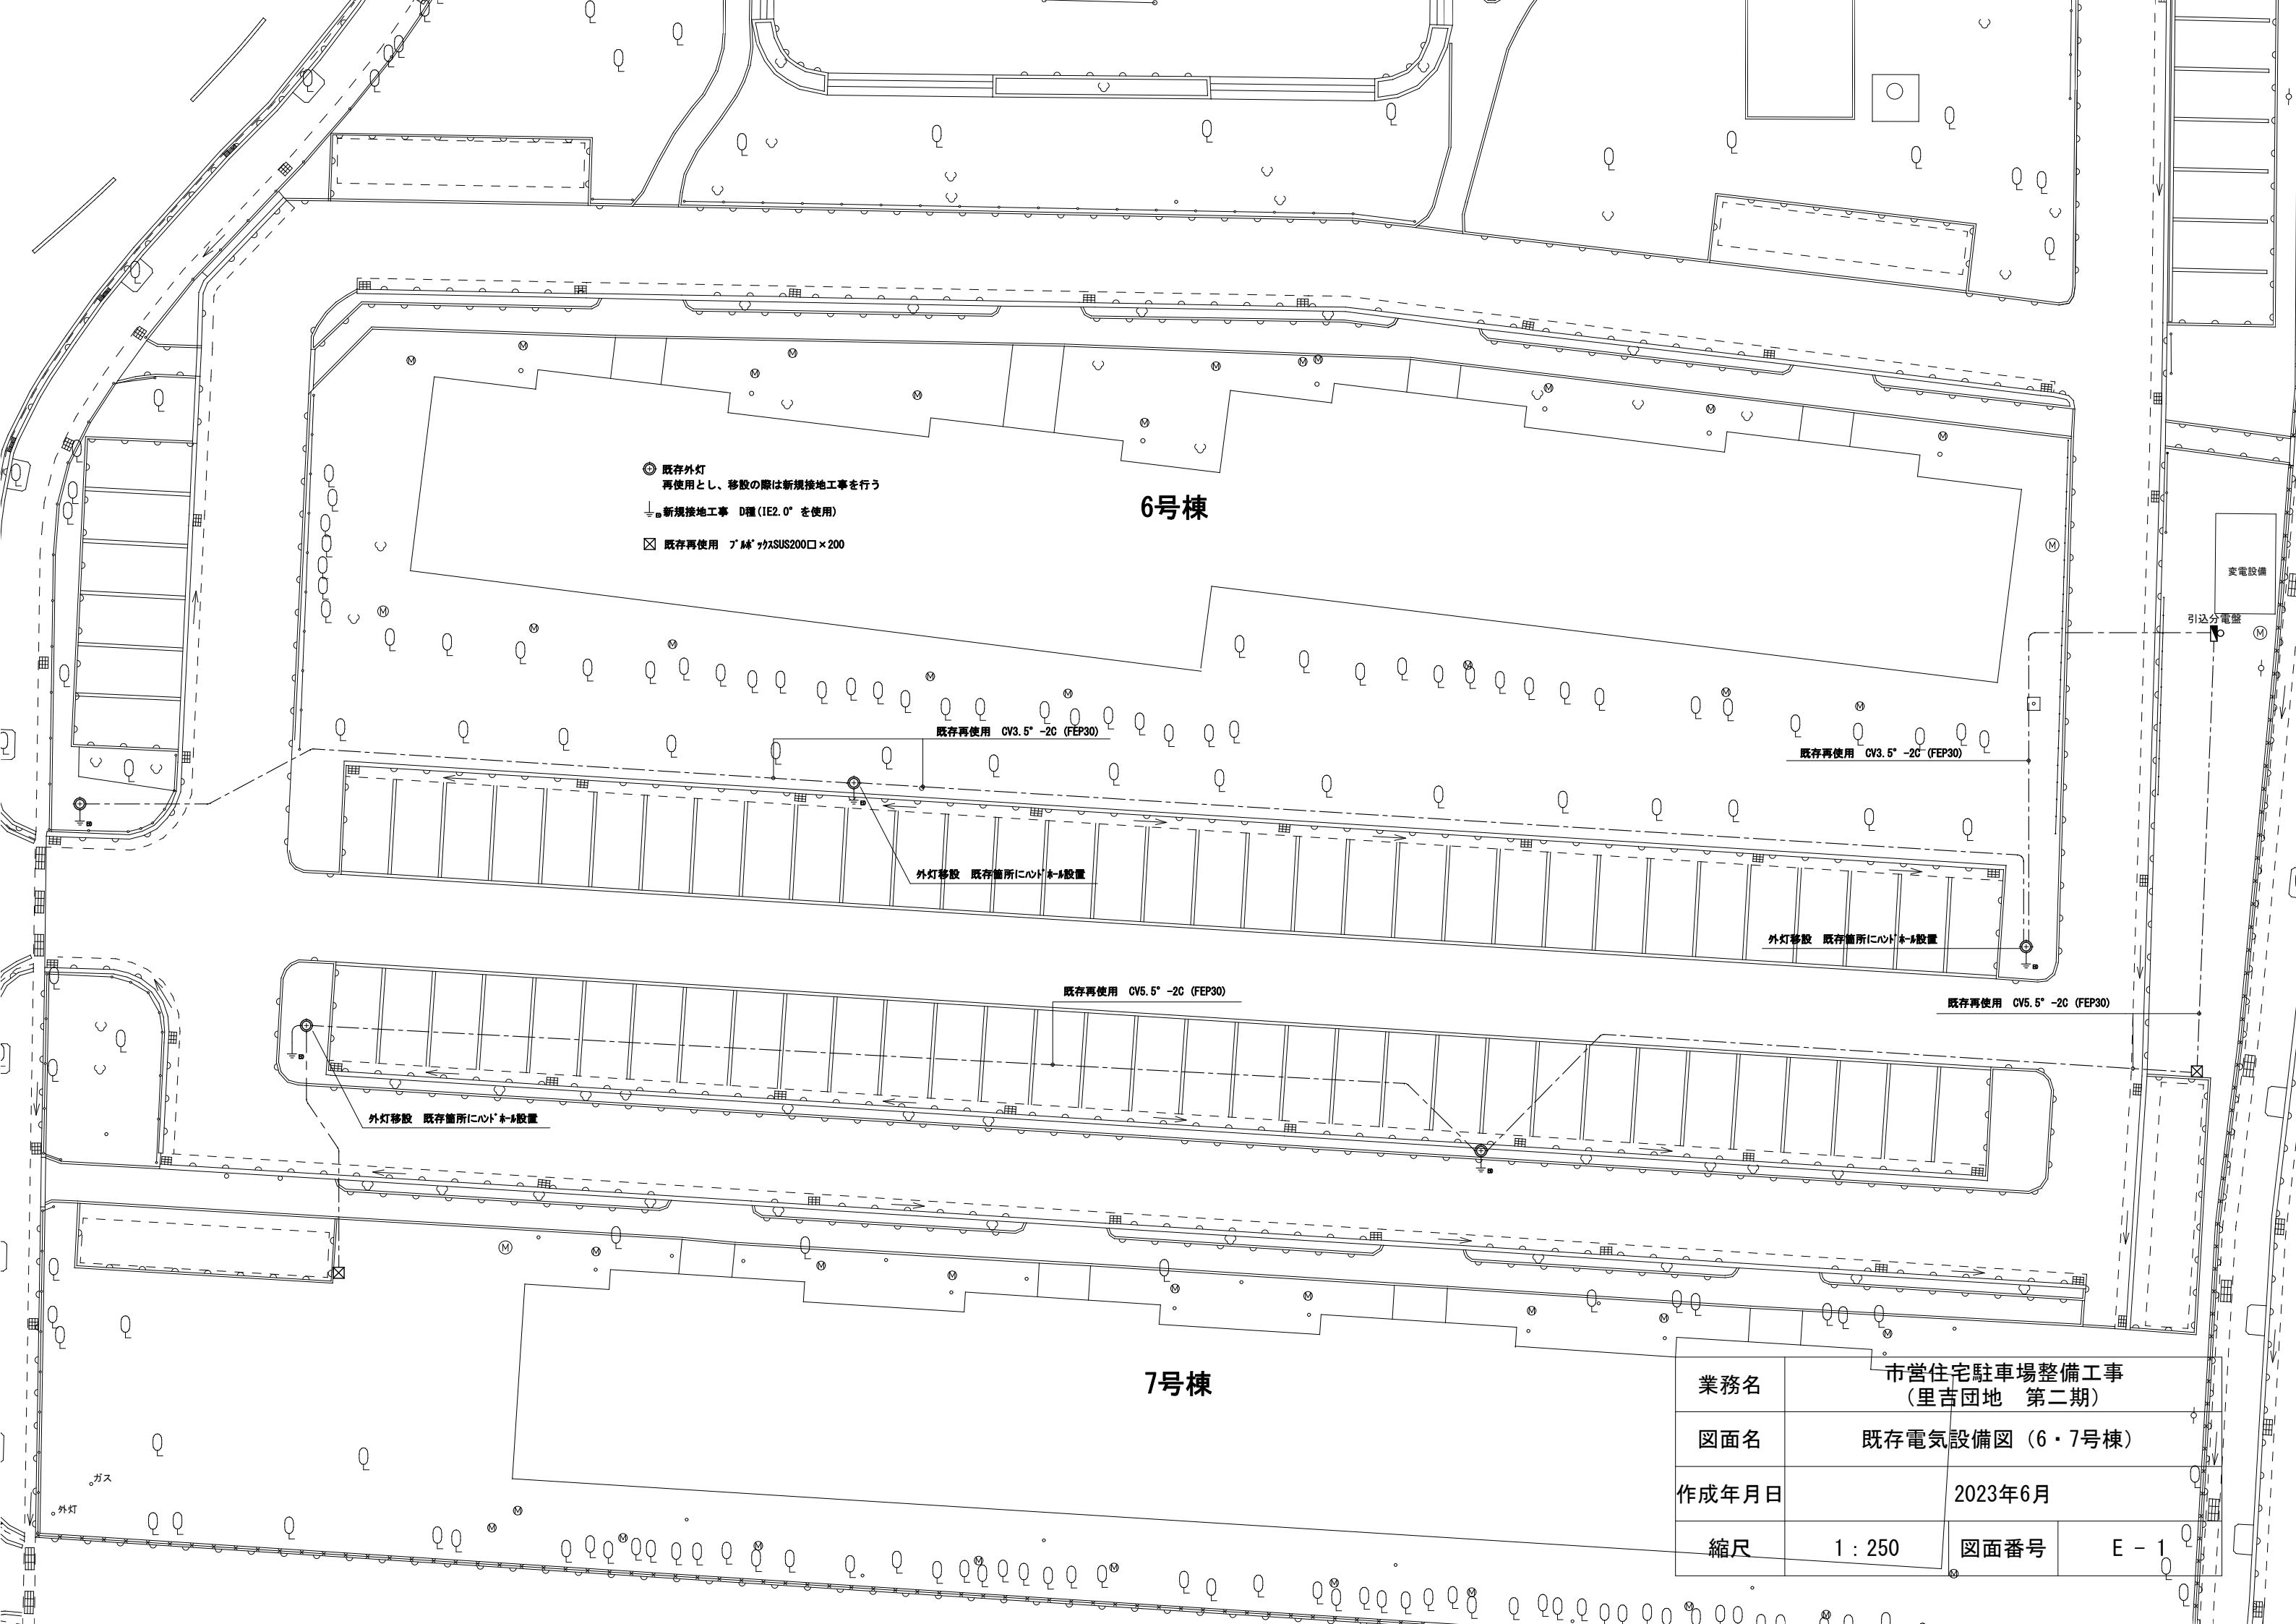 既存外灯
再使用とし、移設の際は新規接地工事を行う
ED 新規接地工事　D種(IE2.0° を使用)
既存再使用　ﾌﾟﾙﾎﾞｯｸｽSUS200□×200
6号棟
変電設備
引込分電盤
既存再使用　CV3.5° -2C (FEP30)
既存再使用　CV3.5° -2C (FEP30)
外灯移設　既存箇所にﾊﾝﾄﾞﾎｰﾙ設置
外灯移設　既存箇所にﾊﾝﾄﾞﾎｰﾙ設置
既存再使用　CV5.5° -2C (FEP30)
既存再使用　CV5.5° -2C (FEP30)
外灯移設　既存箇所にﾊﾝﾄﾞﾎｰﾙ設置
7号棟
ガス
外灯
業務名
市営住宅駐車場整備工事
（里吉団地　第二期）
図面名
既存電気設備図（6・7号棟）
作成年月日
2023年6月
縮尺
1：250
図面番号
E － 1